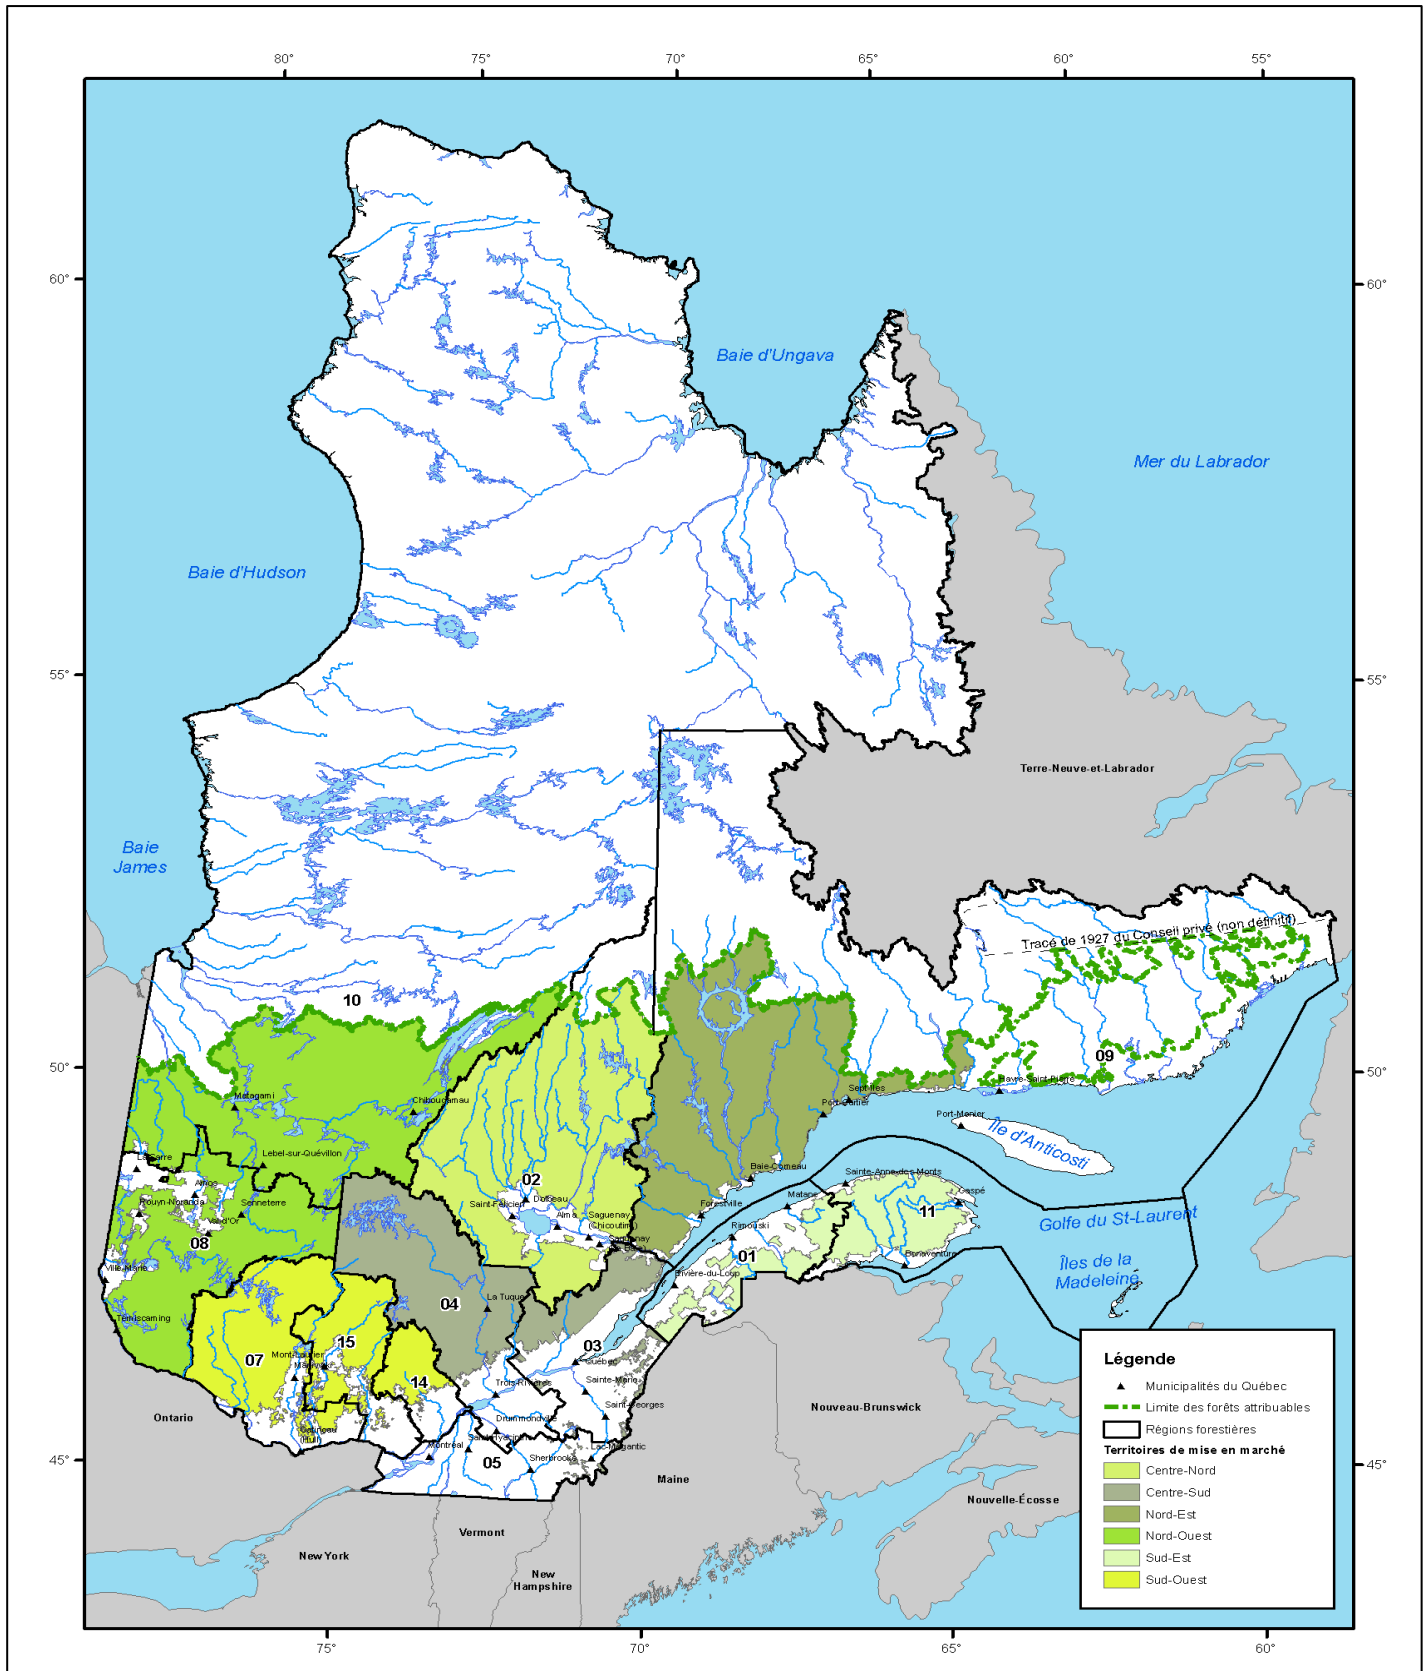 80°
75°
70°
65°
60°
55°
60°
60°
Baie d'Ungava
Mer du Labrador
Baie d'Hudson
55°
55°
Terre-Neuve-et-Labrador
Baie
James
Tracé de 1927 du Conseil privé (non définitif)
10
50°
50°
09
Havre-Saint-Pierre
Sept-Îles
Port-Cartier
Port-Menier
Île d'Anticosti
Matagami
Chibougamau
La Sarre
Lebel-sur-Quévillon
Amos
Rouyn-Noranda
Senneterre
Val-d'Or
08
Ville-Marie
Témiscaming
02
Dolbeau
Saint-Félicien
Alma
Saguenay
(Chicoutimi)
Saguenay
Baie-Comeau
Forestville
Sainte-Anne-des-Monts
Matane
Gaspé
11
Rimouski
01
Bonaventure
Rivière-du-Loup
Golfe du St-Laurent
Îles de la
Madeleine
La Tuque
04
07
15
Mont-Laurier
Maniwaki
14
03
Québec
Sainte-Marie
Trois-Rivières
Saint-Georges
Drummondville
Gatineau
(Hull)
Saint-Hyacinthe
Montréal
05
Sherbrooke
Lac-Mégantic
Ontario
45°
45°
Maine
Nouveau-Brunswick
Nouvelle-Écosse
Vermont
New York
New
Hampshire
Légende
Municipalités du Québec
Limite des forêts attribuables
Régions forestières
Territoires de mise en marché
Centre-Nord
Centre-Sud
Nord-Est
Nord-Ouest
Sud-Est
Sud-Ouest
75°
70°
65°
60°